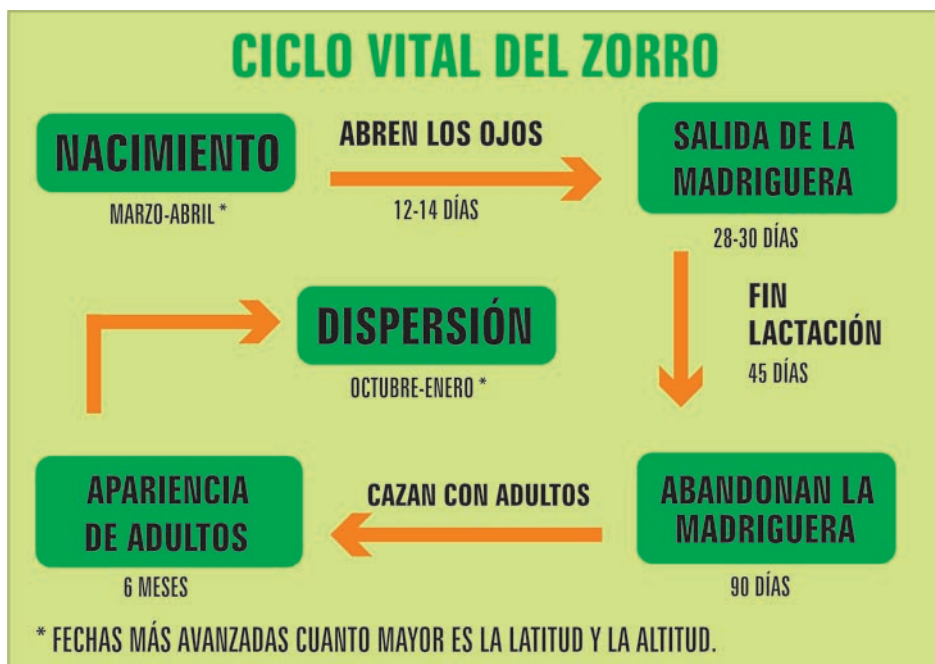 CICLO VITAL DEL ZORRO
NACIMIENTO
MARZO-ABRIL *
ABREN LOS OJOS
12-14 DÍAS
SALIDA DE LA
MADRIGUERA
28-30 DÍAS
FIN
LACTACIÓN
45 DÍAS
ABANDONAN LA
MADRIGUERA
90 DÍAS
CAZAN CON ADULTOS
APARIENCIA
DE ADULTOS
6 MESES
DISPERSIÓN
OCTUBRE-ENERO *
* FECHAS MÁS AVANZADAS CUANTO MAYOR ES LA LATITUD Y LA ALTITUD.